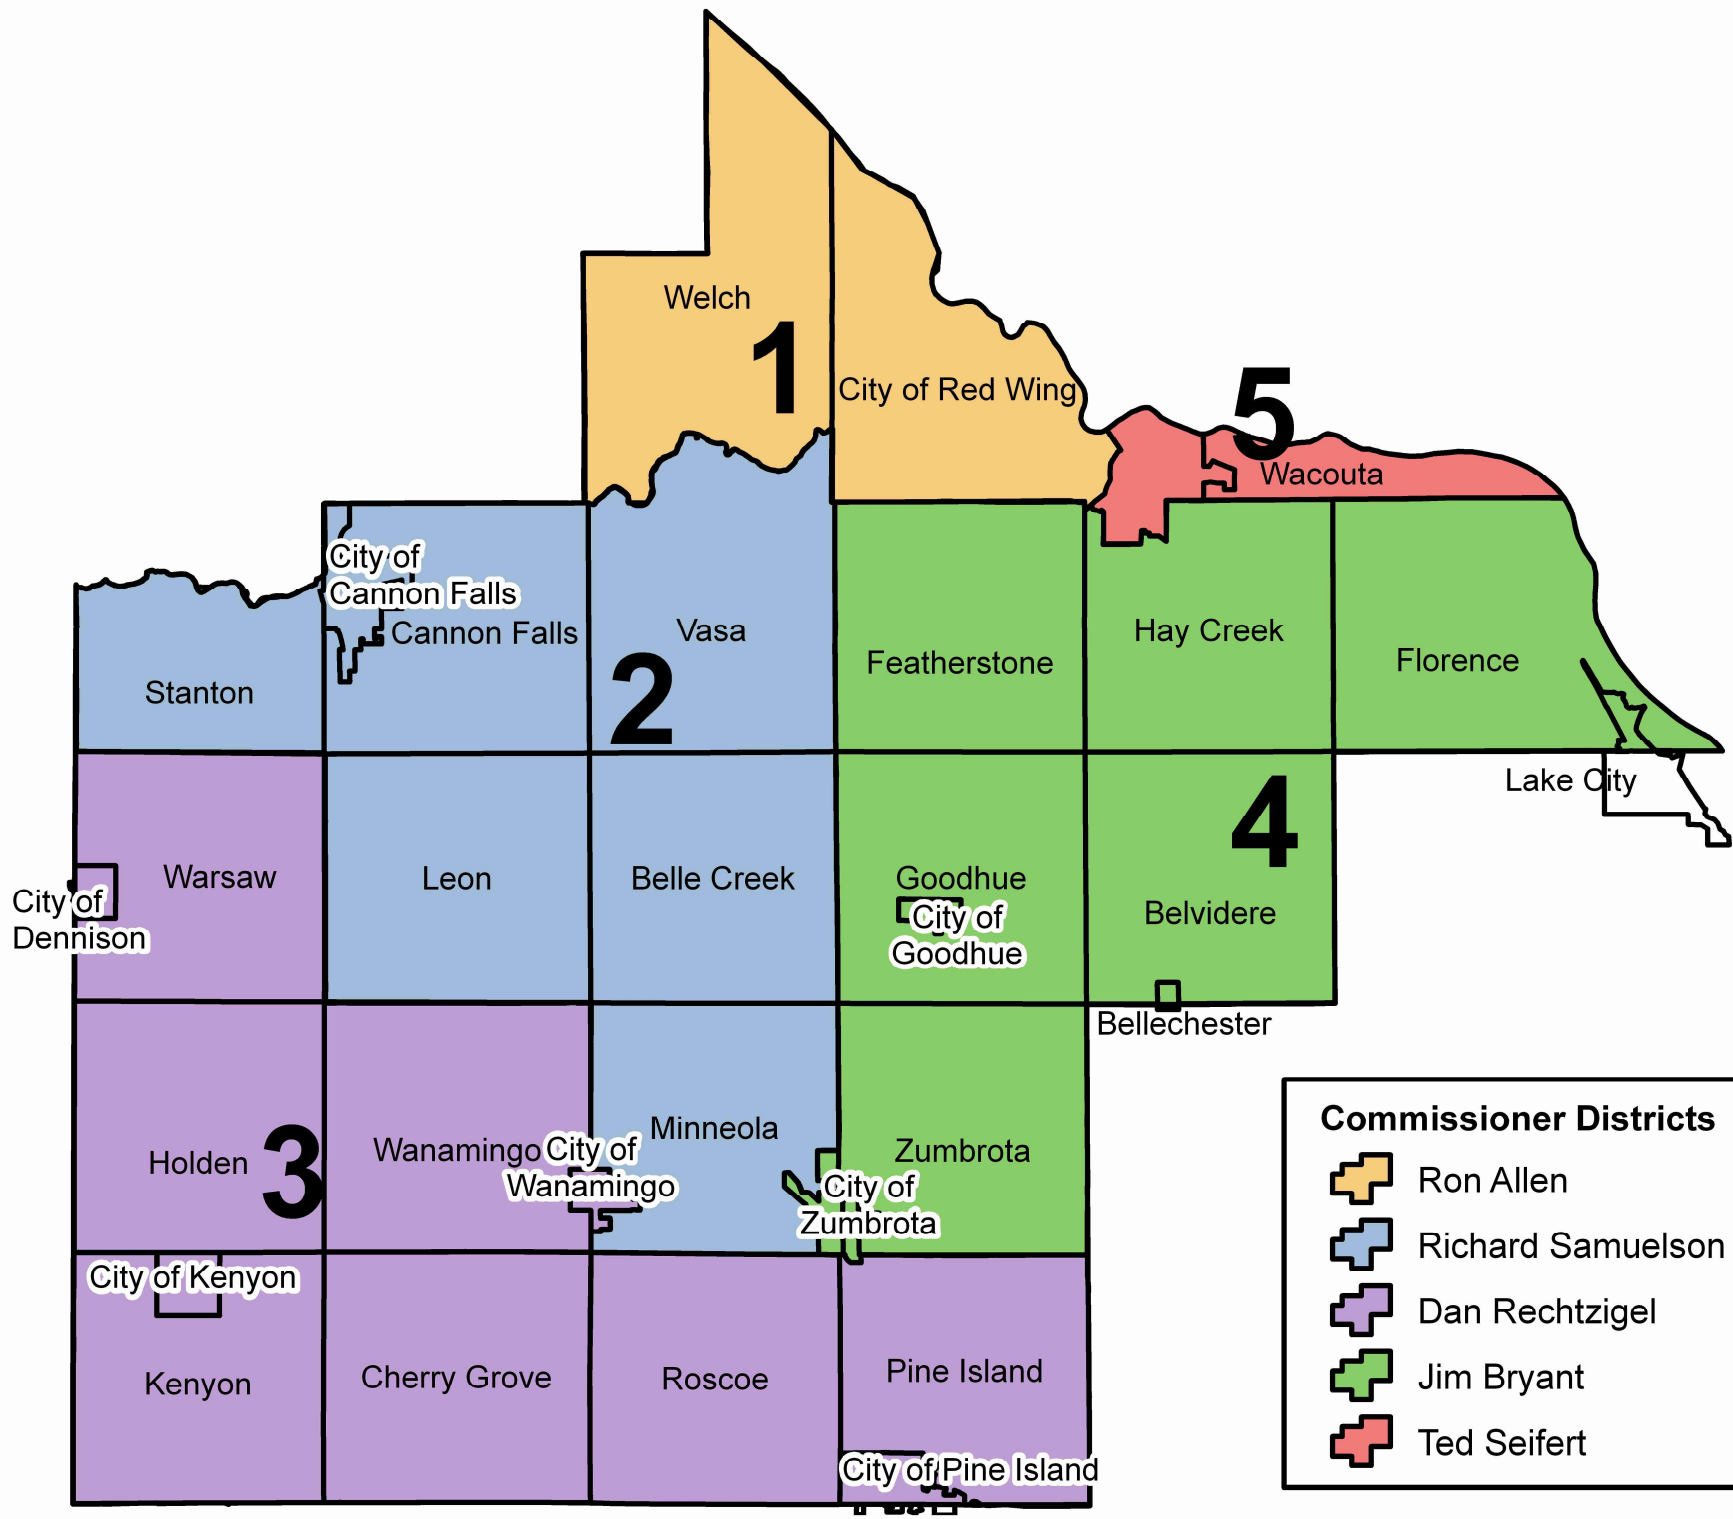 Welch
1
City of Red Wing
5
Wacouta
City of
Cannon Falls
Cannon Falls
Vasa
Hay Creek
Featherstone
Florence
Stanton
2
Lake City
4
Warsaw
Leon
Belle Creek
Goodhue
City of
Goodhue
Belvidere
City of
Dennison
Bellechester
Holden
3
Wanamingo
City of
Wanamingo
Minneola
Zumbrota
City of
Zumbrota
City of Kenyon
Kenyon
Cherry Grove
Roscoe
Pine Island
City of Pine Island
Commissioner Districts
Ron Allen
Richard Samuelson
Dan Rechtzigel
Jim Bryant
Ted Seifert